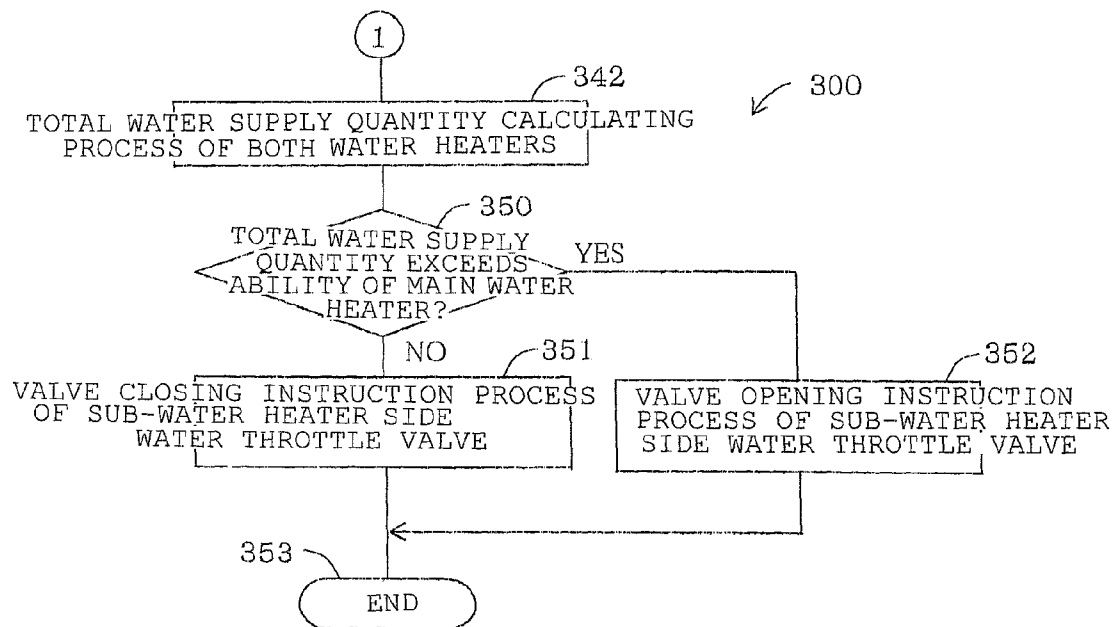 1
342
300
TOTAL WATER SUPPLY QUANTITY CALCULATING
PROCESS OF BOTH WATER HEATERS
350
TOTAL WATER SUPPLY
QUANTITY EXCEEDS
ABILITY OF MAIN WATER
HEATER?
YES
NO
351
VALVE CLOSING INSTRUCTION PROCESS
OF SUB-WATER HEATER SIDE
WATER THROTTLE VALVE
352
VALVE OPENING INSTRUCTION
PROCESS OF SUB-WATER HEATER
SIDE WATER THROTTLE VALVE
353
END